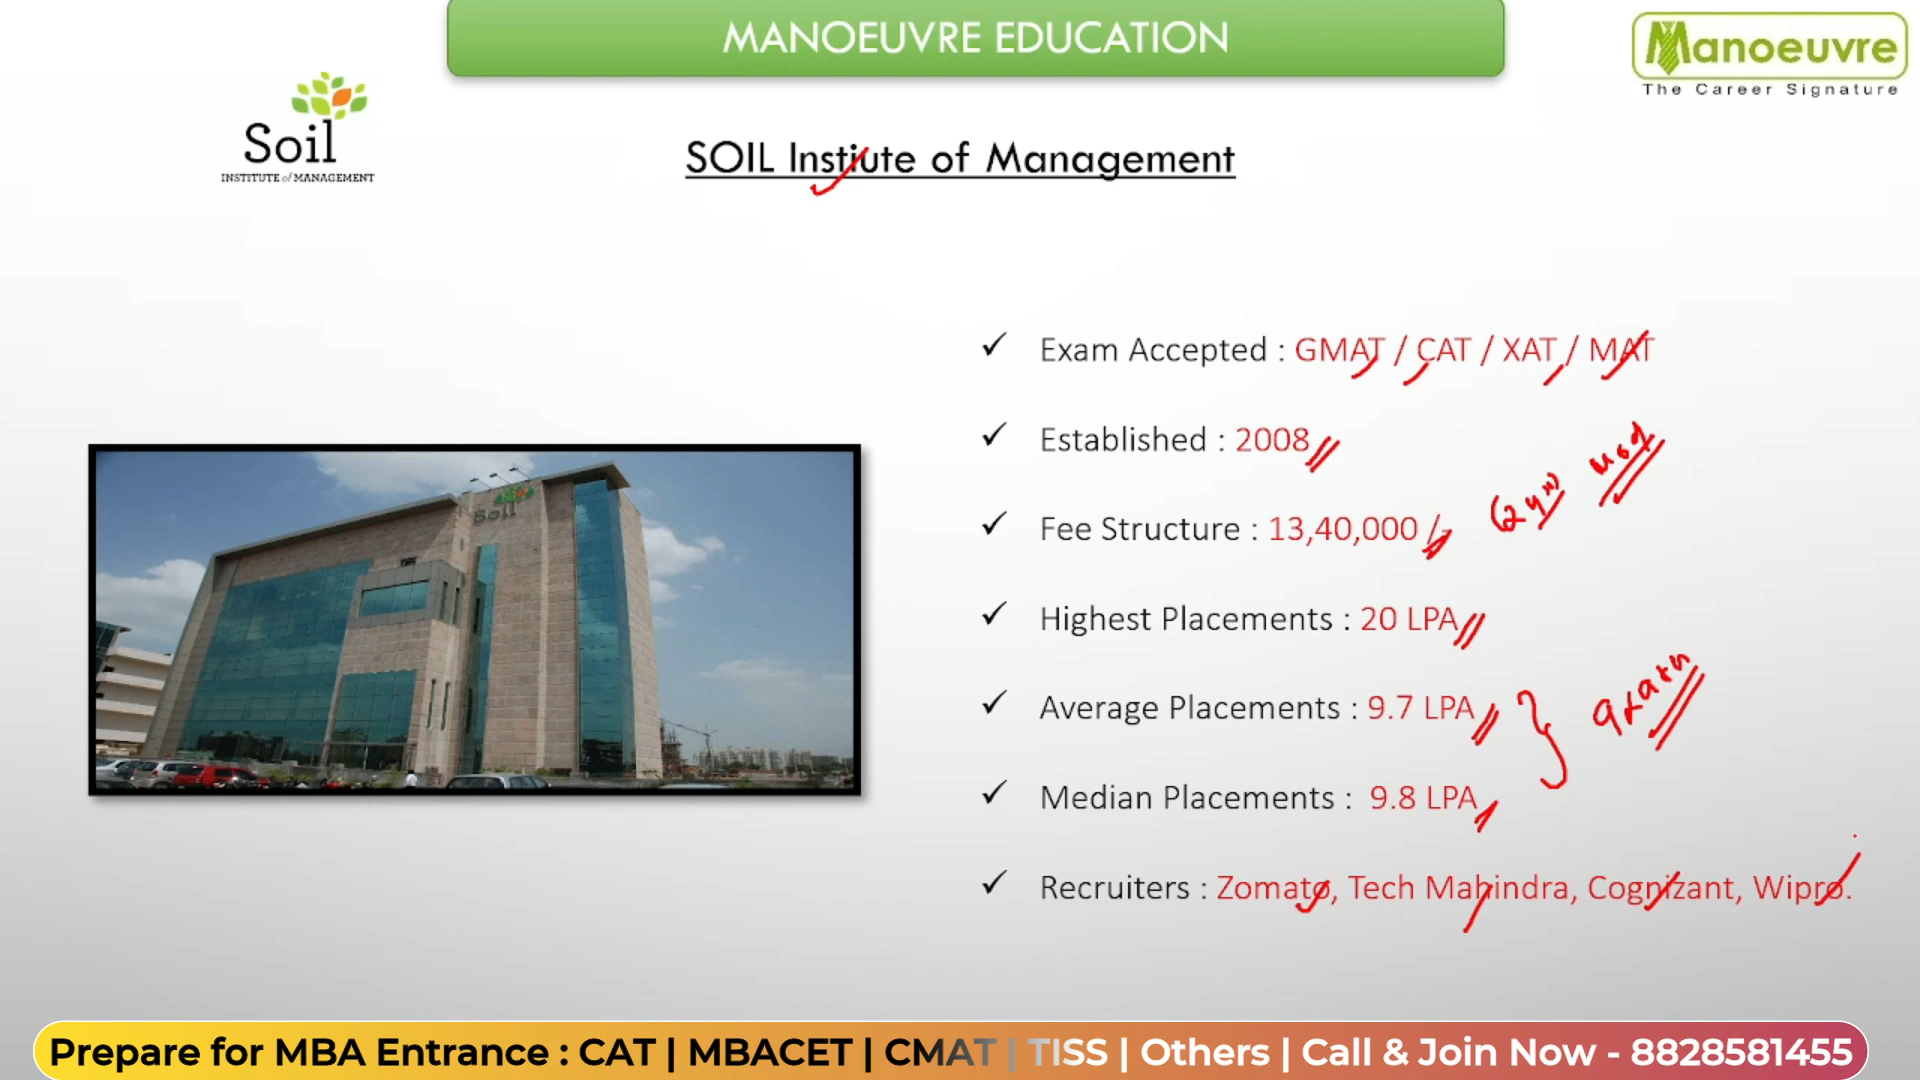 MANOEUVRE EDUCATION
Manoeuvre
The Career Signature
Soil
INSTITUTE of MANAGEMENT
SOIL Instiute of Management
Exam Accepted : GMAT / CAT / XAT / MAT
Established : 2008
Fee Structure : 13,40,000 /-
Highest Placements : 20 LPA
Average Placements : 9.7 LPA
Median Placements : 9.8 LPA
Recruiters : Zomato, Tech Mahindra, Cognizant, Wipro.
Soil
Prepare for MBA Entrance : CAT | MBACET | CMAT | TISS | Others | Call & Join Now - 8828581455